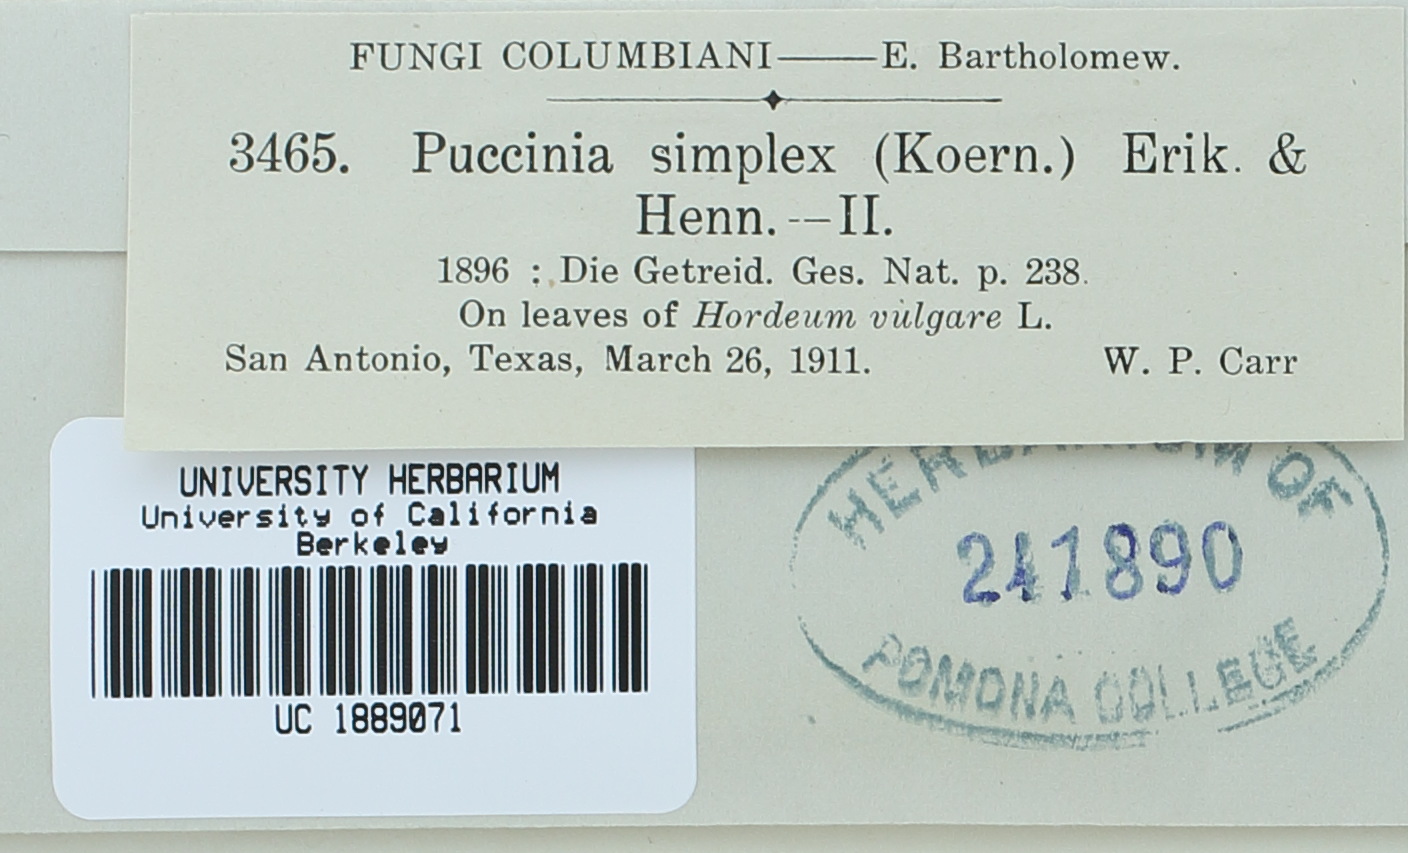 FUNGI COLUMBIANI——E. Bartholomew.
3465. Puccinia simplex (Koern.) Erik. &
Henn.—II.
1896 : Die Getreid. Ges. Nat. p. 238.
On leaves of Hordeum vulgare L.
San Antonio, Texas, March 26, 1911. W. P. Carr
UNIVERSITY HERBARIUM
University of California
Berkeley
UC 1889071
HERBARIUM OF
241890
POMONA COLLEGE